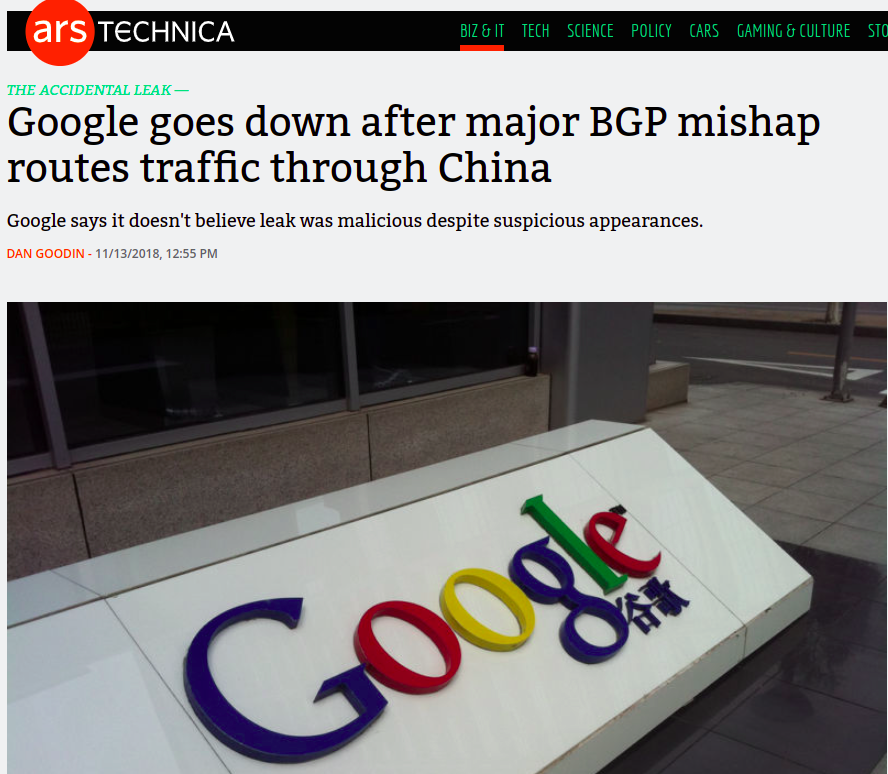 ars TECHNICA
BIZ & IT TECH SCIENCE POLICY CARS GAMING & CULTURE STO
THE ACCIDENTAL LEAK —
Google goes down after major BGP mishap
routes traffic through China
Google says it doesn't believe leak was malicious despite suspicious appearances.
DAN GOODIN - 11/13/2018, 12:55 PM
Google
谷歌